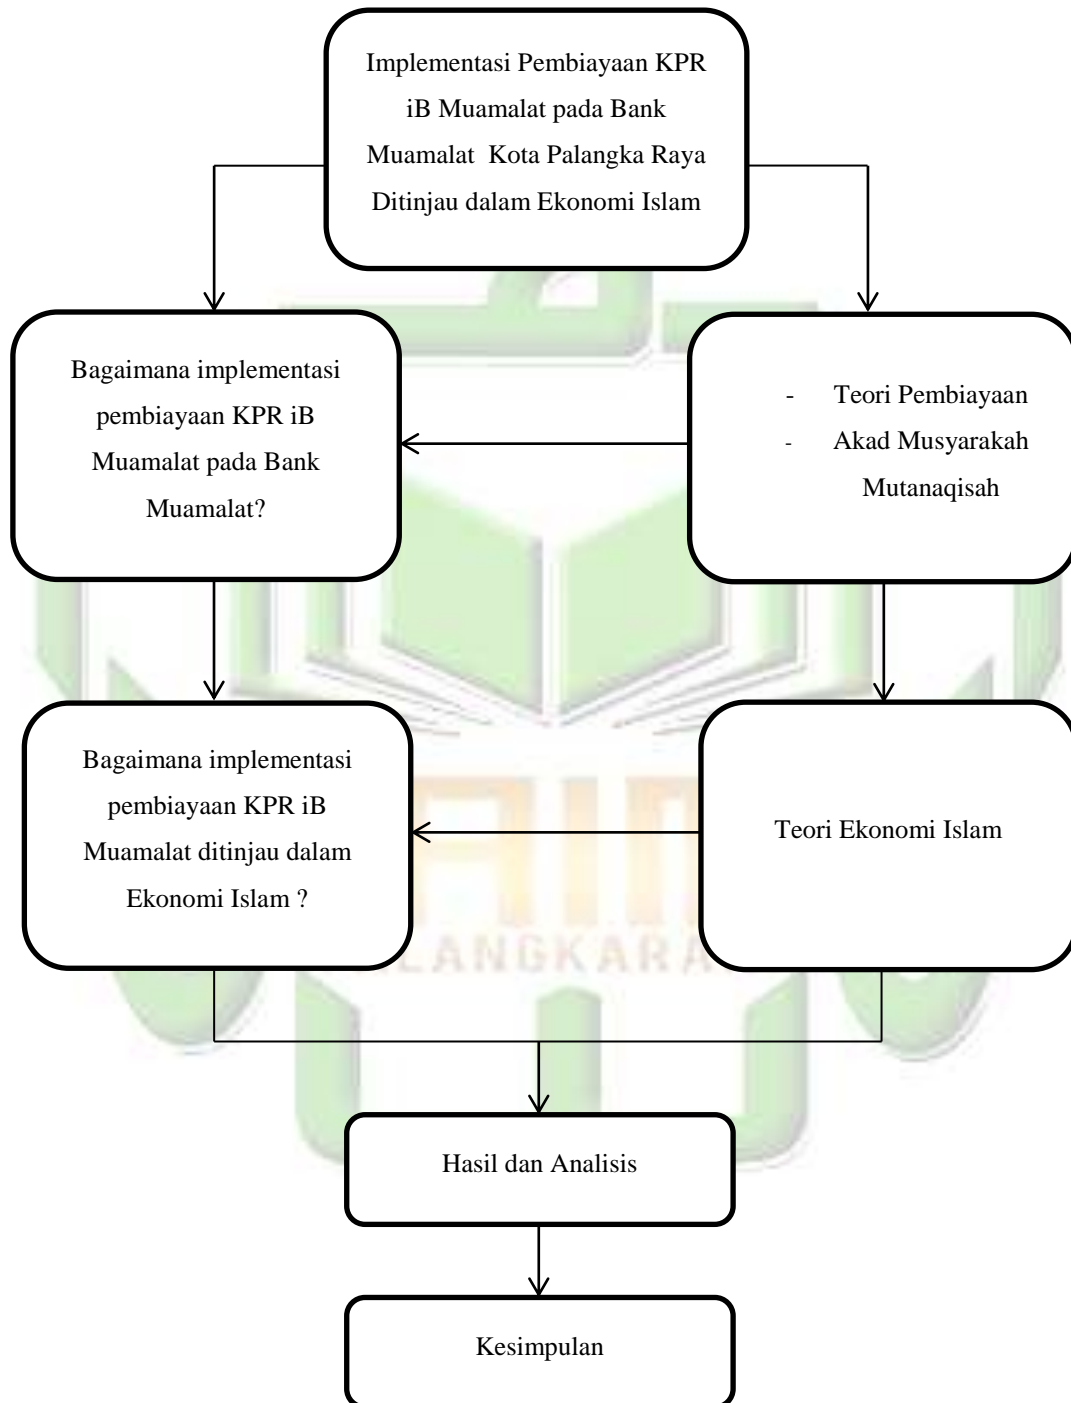 Implementasi Pembiayaan KPR
iB Muamalat pada Bank
Muamalat Kota Palangka Raya
Ditinjau dalam Ekonomi Islam
Bagaimana implementasi
pembiayaan KPR iB
Muamalat pada Bank
Muamalat?
- Teori Pembiayaan
- Akad Musyarakah
Mutanaqisah
Bagaimana implementasi
pembiayaan KPR iB
Muamalat ditinjau dalam
Ekonomi Islam ?
Teori Ekonomi Islam
Hasil dan Analisis
Kesimpulan